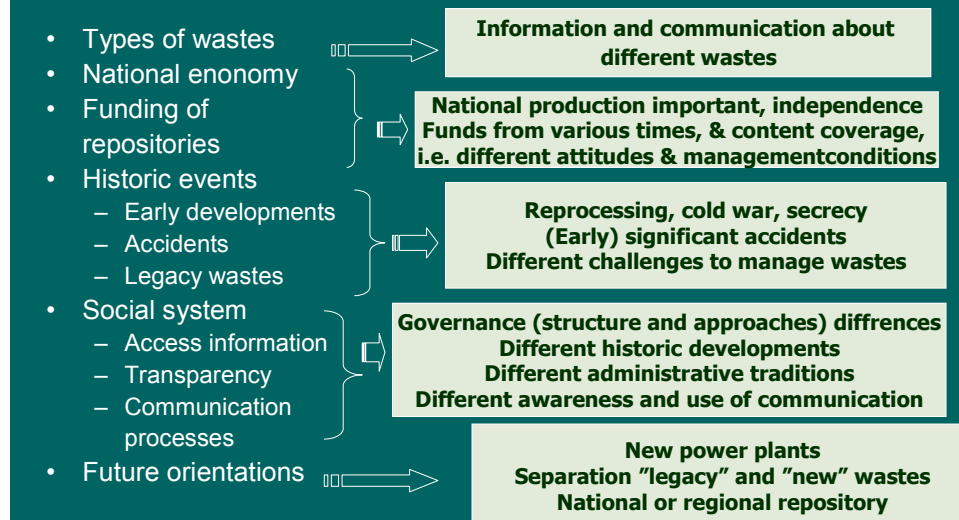 • Types of wastes
Information and communication about
different wastes
• National enonomy
• Funding of
repositories
National production important, independence
Funds from various times, & content coverage,
i.e. different attitudes & managementconditions
• Historic events
– Early developments
– Accidents
– Legacy wastes
Reprocessing, cold war, secrecy
(Early) significant accidents
Different challenges to manage wastes
• Social system
– Access information
– Transparency
– Communication
processes
Governance (structure and approaches) diffrences
Different historic developments
Different administrative traditions
Different awareness and use of communication
• Future orientations
New power plants
Separation ”legacy” and ”new” wastes
National or regional repository